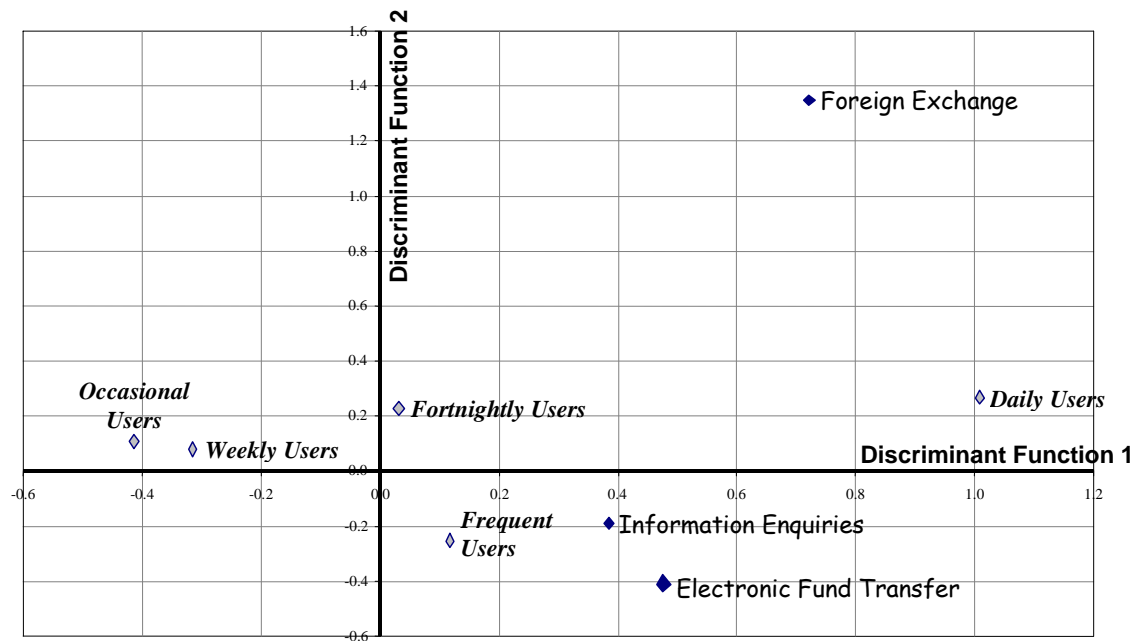 Discriminant Function 2
1.6
1.4
Foreign Exchange
1.2
1.0
0.8
0.6
0.4
Occasional
Users
Daily Users
Fortnightly Users
0.2
Weekly Users
Discriminant Function 1
0.0
-0.6
-0.4
-0.2
0.0
0.2
0.4
0.6
0.8
1.0
1.2
Frequent
Users
Information Enquiries
-0.2
-0.4
Electronic Fund Transfer
-0.6